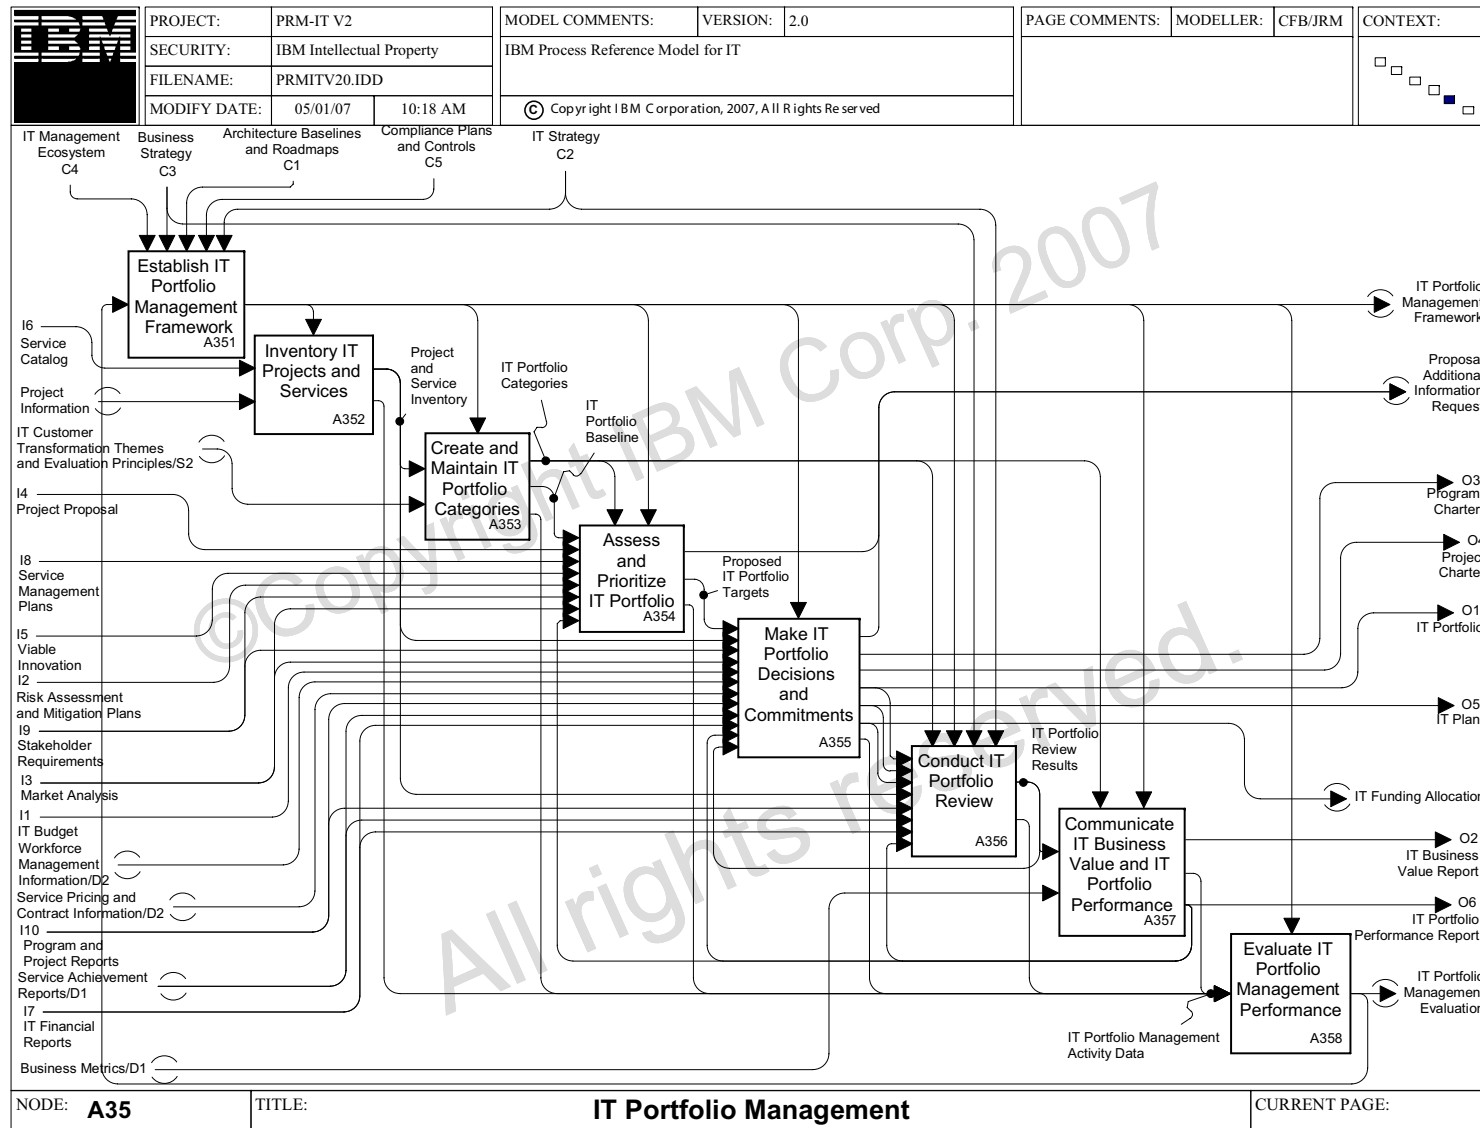 IBM
PROJECT: PRM-IT V2
SECURITY: IBM Intellectual Property
FILENAME: PRMITV20.IDD
MODIFY DATE: 05/01/07 10:18 AM
MODEL COMMENTS: VERSION: 2.0
IBM Process Reference Model for IT
© Copyright IBM Corporation, 2007, All Rights Reserved
PAGE COMMENTS: MODELLER: CFB/JRM
CONTEXT:
IT Management
Ecosystem
C4
Business
Strategy
C3
Architecture Baselines
and Roadmaps
C1
Compliance Plans
and Controls
C5
IT Strategy
C2
Establish IT
Portfolio
Management
Framework
A351
I6
Service
Catalog
Project
Information
IT Customer
Transformation Themes
and Evaluation Principles/S2
I4
Project Proposal
I8
Service
Management
Plans
I5
Viable
Innovation
I2
Risk Assessment
and Mitigation Plans
I9
Stakeholder
Requirements
I3
Market Analysis
I1
IT Budget
Workforce
Management
Information/D2
Service Pricing and
Contract Information/D2
I10
Program and
Project Reports
Service Achievement
Reports/D1
I7
IT Financial
Reports
Business Metrics/D1
Inventory IT
Projects and
Services
A352
Project
and
Service
Inventory
Create and
Maintain IT
Portfolio
Categories
A353
IT Portfolio
Categories
IT
Portfolio
Baseline
Assess
and
Prioritize
IT Portfolio
A354
Proposed
IT Portfolio
Targets
Make IT
Portfolio
Decisions
and
Commitments
A355
Conduct IT
Portfolio
Review
A356
IT Portfolio
Review
Results
Communicate
IT Business
Value and IT
Portfolio
Performance
A357
Evaluate IT
Portfolio
Management
Performance
A358
IT Portfolio Management
Activity Data
IT Portfolio
Management
Framework
Proposal
Additional
Information
Request
O3
Program
Charter
O4
Project
Charte
O1
IT Portfolio
O5
IT Plan
IT Funding Allocation
O2
IT Business
Value Report
O6
IT Portfolio
Performance Report
IT Portfolio
Management
Evaluation
©Copyright IBM Corp. 2007
All rights reserved.
NODE: A35
TITLE: IT Portfolio Management
CURRENT PAGE: